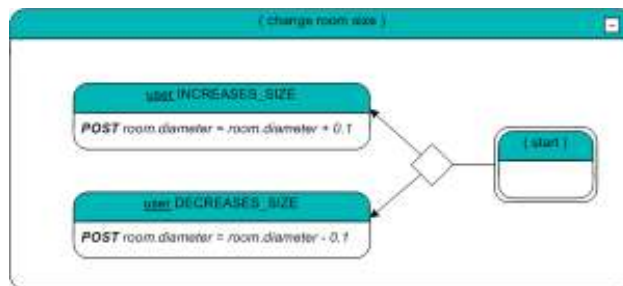 ( change room size )
user INCREASES_SIZE
POST room.diameter = room.diameter + 0.1
( start )
user DECREASES_SIZE
POST room.diameter = room.diameter - 0.1